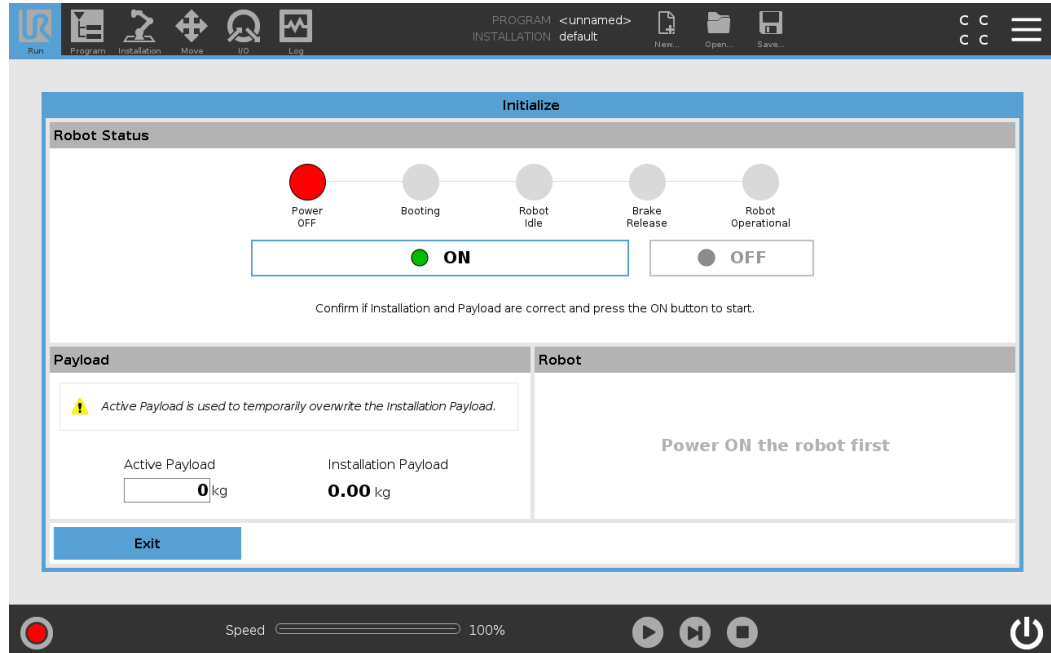 UR
PROGRAM <unnamed>
INSTALLATION default
C C
C C
Run
Program
Installation
Move
I/O
Log
New...
Open...
Save...
Initialize
Robot Status
Power
OFF
Booting
Robot
Idle
Brake
Release
Robot
Operational
ON
OFF
Confirm if Installation and Payload are correct and press the ON button to start.
Payload
Robot
Active Payload is used to temporarily overwrite the Installation Payload.
Power ON the robot first
Active Payload
Installation Payload
0 kg
0.00 kg
Exit
Speed
100%